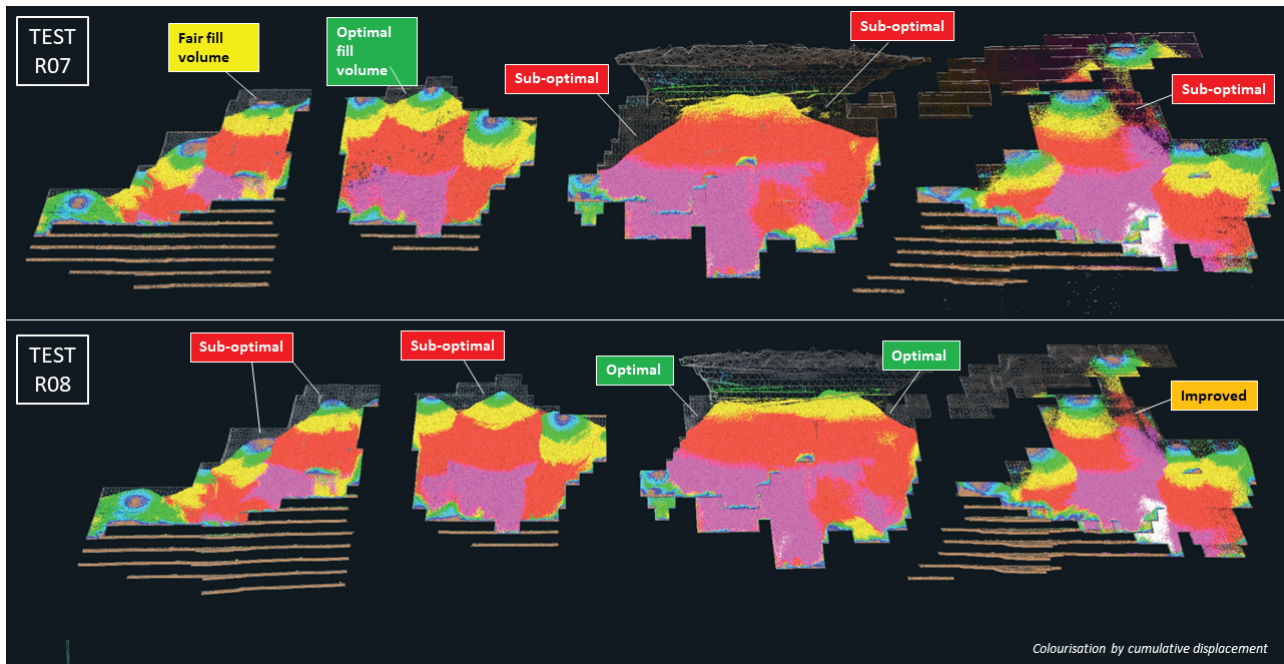 TEST
R07
Fair fill
volume
Optimal
fill
volume
Sub-optimal
Sub-optimal
Sub-optimal
TEST
R08
Sub-optimal
Sub-optimal
Optimal
Optimal
Improved
Colourisation by cumulative displacement